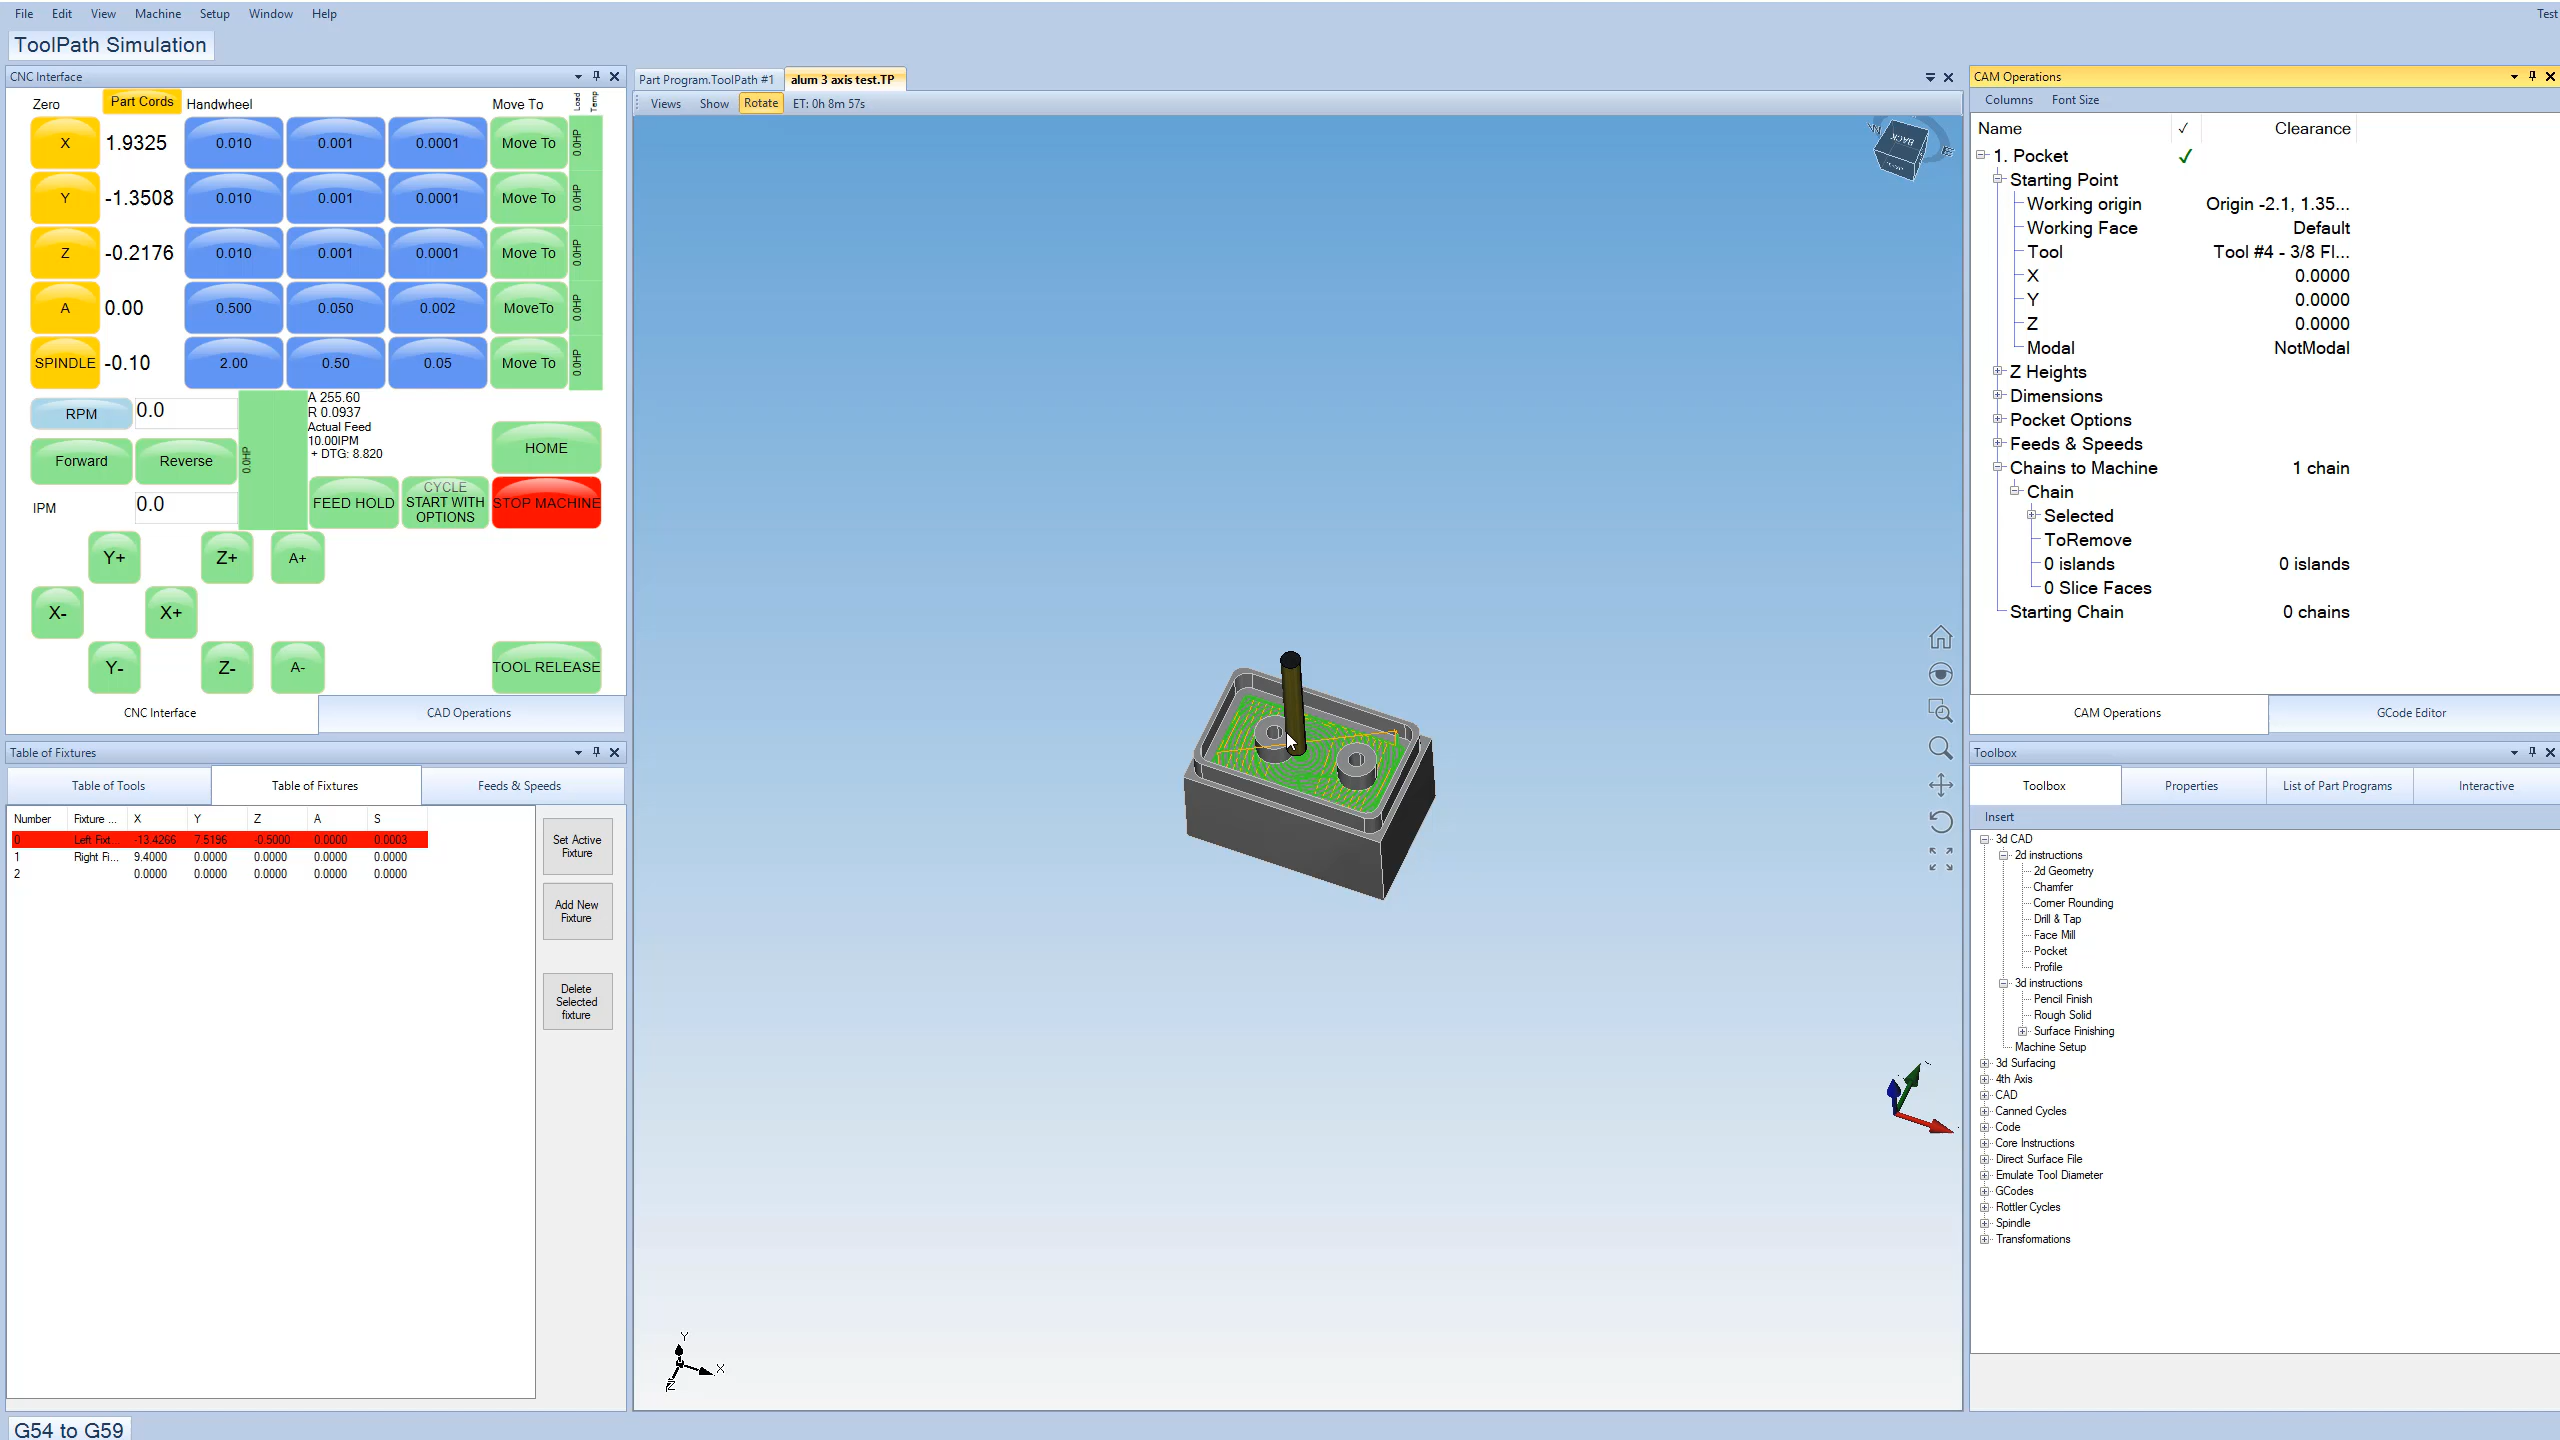 File Edit View Machine Setup Window Help Test
ToolPath Simulation
CNC Interface
Zero Part Cords Handwheel Move To Load Temp
X 1.9325 0.010 0.001 0.0001 Move To 0.0HP
Y -1.3508 0.010 0.001 0.0001 Move To 0.0HP
Z -0.2176 0.010 0.001 0.0001 Move To 0.0HP
A 0.00 0.500 0.050 0.002 MoveTo 0.0HP
SPINDLE -0.10 2.00 0.50 0.05 Move To 0.0HP
RPM 0.0
Forward Reverse
IPM 0.0
0.0HP
A 255.60
R 0.0937
Actual Feed
10.00IPM
+ DTG: 8.820
HOME
FEED HOLD
CYCLE
START WITH
OPTIONS
STOP MACHINE
Y+ Z+ A+
X- X+
Y- Z- A-
TOOL RELEASE
CNC Interface CAD Operations
Table of Fixtures
Table of Tools Table of Fixtures Feeds & Speeds
Number Fixture ... X Y Z A S
0 Left Fixt... -13.4266 7.5196 -0.5000 0.0000 0.0003
1 Right Fi... 9.4000 0.0000 0.0000 0.0000 0.0000
2 0.0000 0.0000 0.0000 0.0000 0.0000
Set Active
Fixture
Add New
Fixture
Delete
Selected
fixture
G54 to G59
Part Program.ToolPath #1 alum 3 axis test.TP
Views Show Rotate ET: 0h 8m 57s
BACK
Y
X
Z
CAM Operations
Columns Font Size
Name ✓ Clearance
1. Pocket ✓
Starting Point
Working origin Origin -2.1, 1.35...
Working Face Default
Tool Tool #4 - 3/8 Fl...
X 0.0000
Y 0.0000
Z 0.0000
Modal NotModal
Z Heights
Dimensions
Pocket Options
Feeds & Speeds
Chains to Machine 1 chain
Chain
Selected
ToRemove
0 islands 0 islands
0 Slice Faces
Starting Chain 0 chains
CAM Operations GCode Editor
Toolbox
Toolbox Properties List of Part Programs Interactive
Insert
3d CAD
2d instructions
2d Geometry
Chamfer
Corner Rounding
Drill & Tap
Face Mill
Pocket
Profile
3d instructions
Pencil Finish
Rough Solid
Surface Finishing
Machine Setup
3d Surfacing
4th Axis
CAD
Canned Cycles
Code
Core Instructions
Direct Surface File
Emulate Tool Diameter
GCodes
Rottler Cycles
Spindle
Transformations